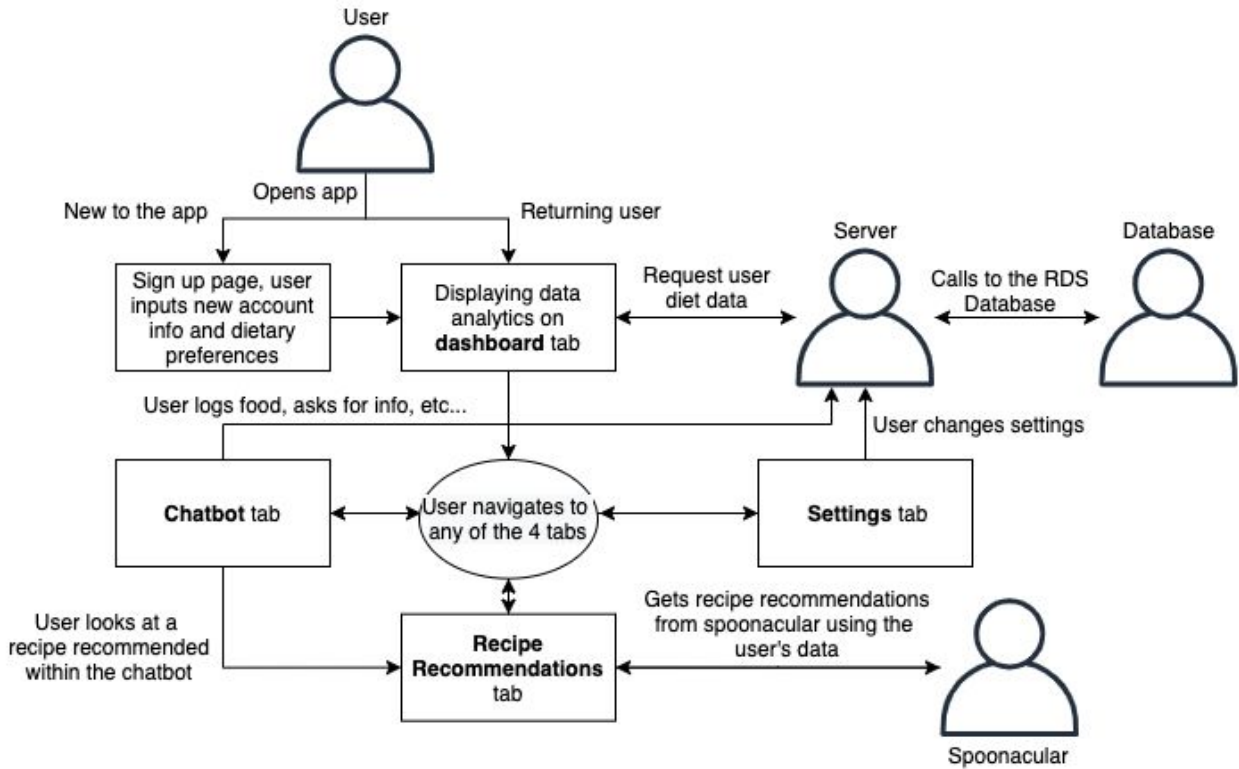 User
Opens app
New to the app
Returning user
Sign up page, user
inputs new account
info and dietary
preferences
Displaying data
analytics on
dashboard tab
Request user
diet data
Server
Calls to the RDS
Database
Database
User logs food, asks for info, etc...
User changes settings
Chatbot tab
User navigates to
any of the 4 tabs
Settings tab
User looks at a
recipe recommended
within the chatbot
Recipe
Recommendations
tab
Gets recipe recommendations
from spoonacular using the
user's data
Spoonacular